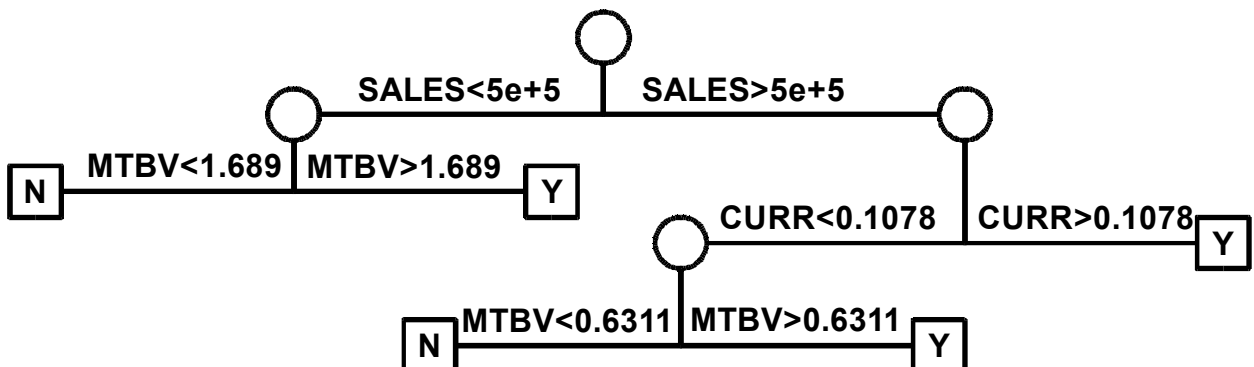 SALES<5e+5 SALES>5e+5
MTBV<1.689 MTBV>1.689
N Y
CURR<0.1078 CURR>0.1078
Y
MTBV<0.6311 MTBV>0.6311
N Y